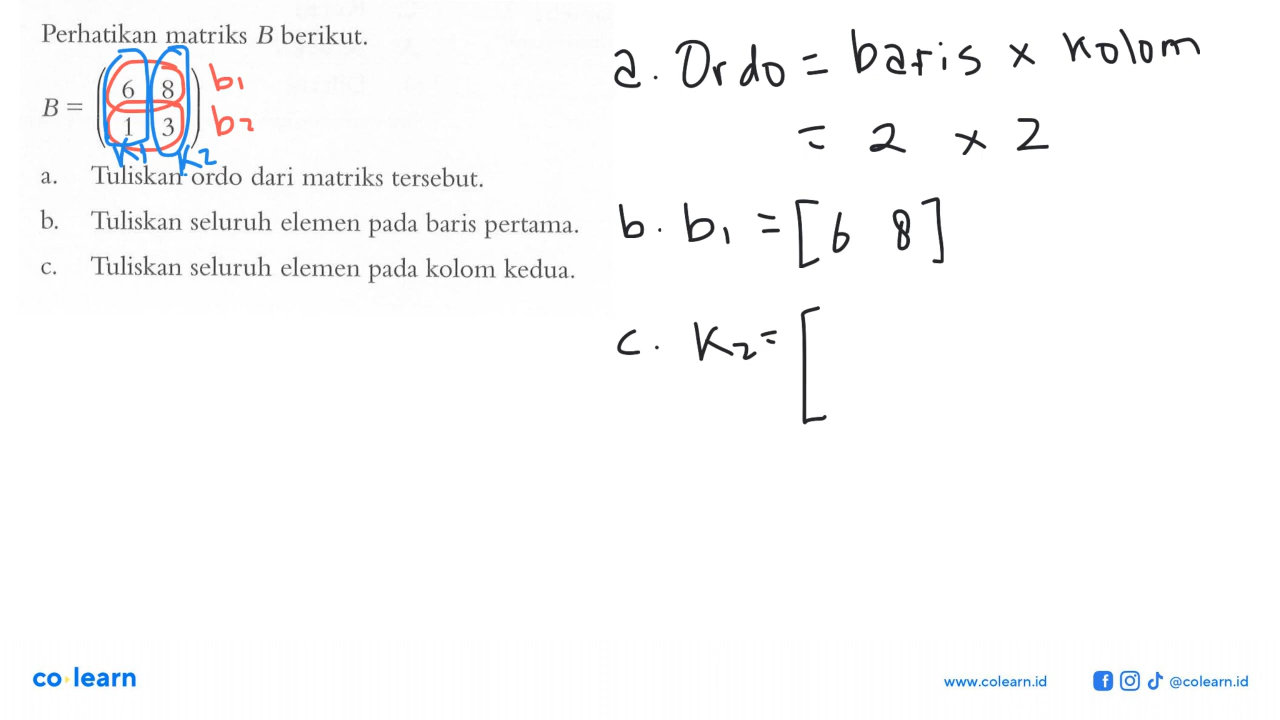 Perhatikan matriks B berikut.
B = ( 6 8 ) b1
( 1 3 ) b2
K1 K2
a. Tuliskan ordo dari matriks tersebut.
b. Tuliskan seluruh elemen pada baris pertama.
c. Tuliskan seluruh elemen pada kolom kedua.
a. Ordo = baris x kolom
= 2 x 2
b. b1 = [6 8]
c. K2 = [
co learn
www.colearn.id
@colearn.id